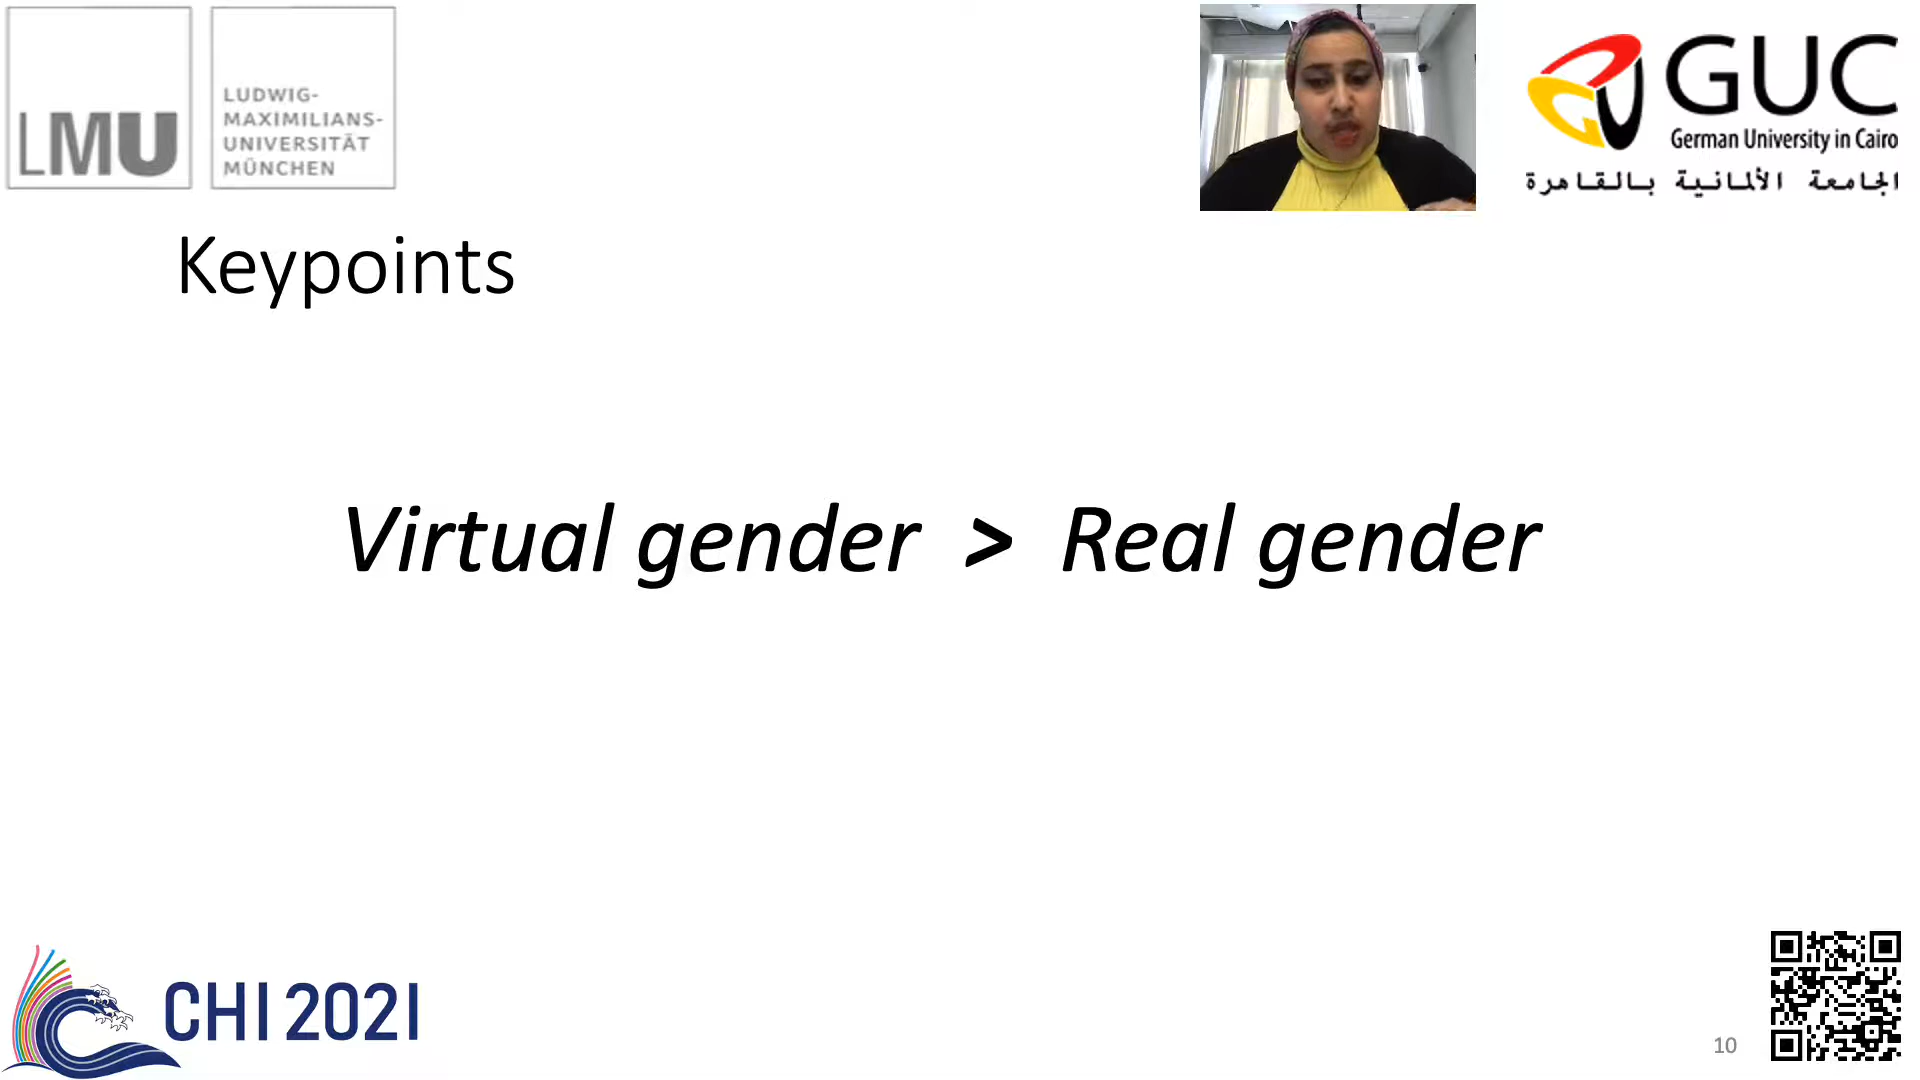 LMU
LUDWIG-
MAXIMILIANS-
UNIVERSITÄT
MÜNCHEN
GUC
German University in Cairo
الجامعة الألمانية بالقاهرة
Keypoints
Virtual gender > Real gender
CHI 2021
10